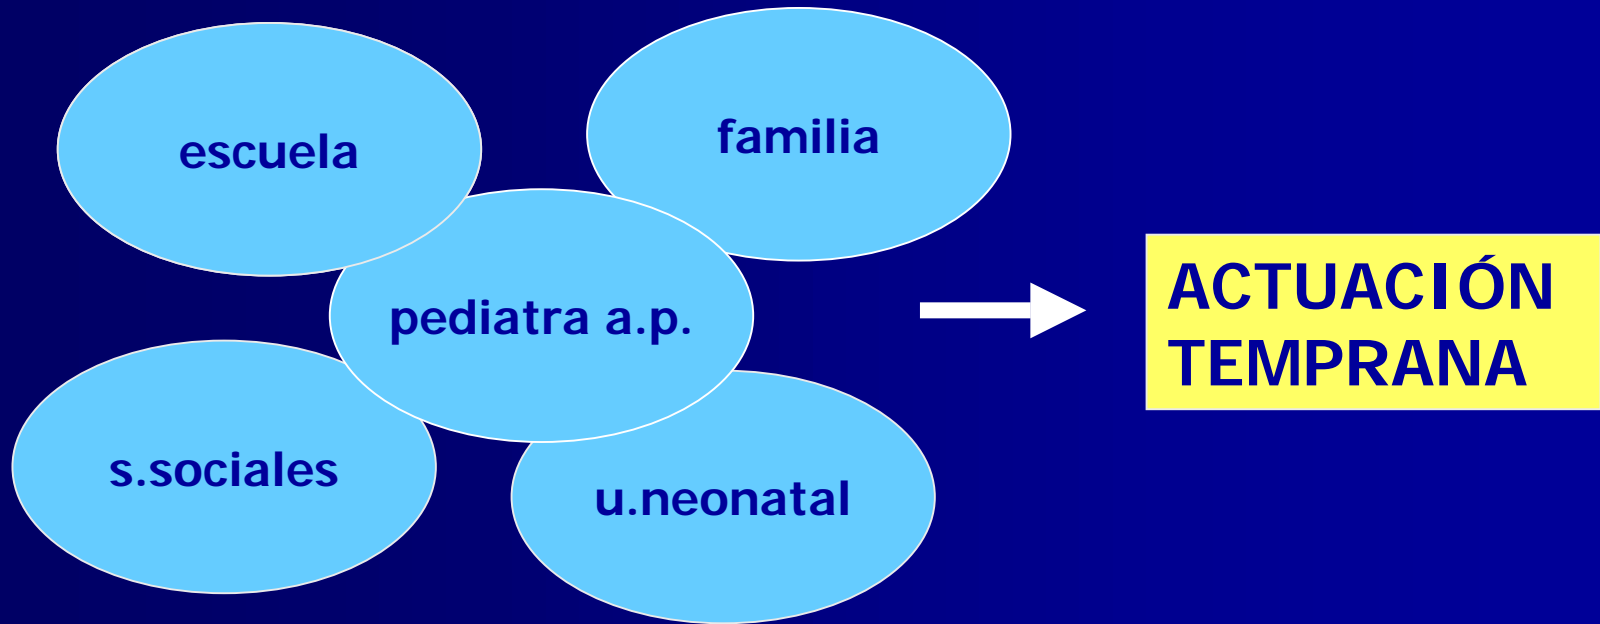 escuela
familia
pediatra a.p.
s.sociales
u.neonatal
ACTUACIÓN
TEMPRANA